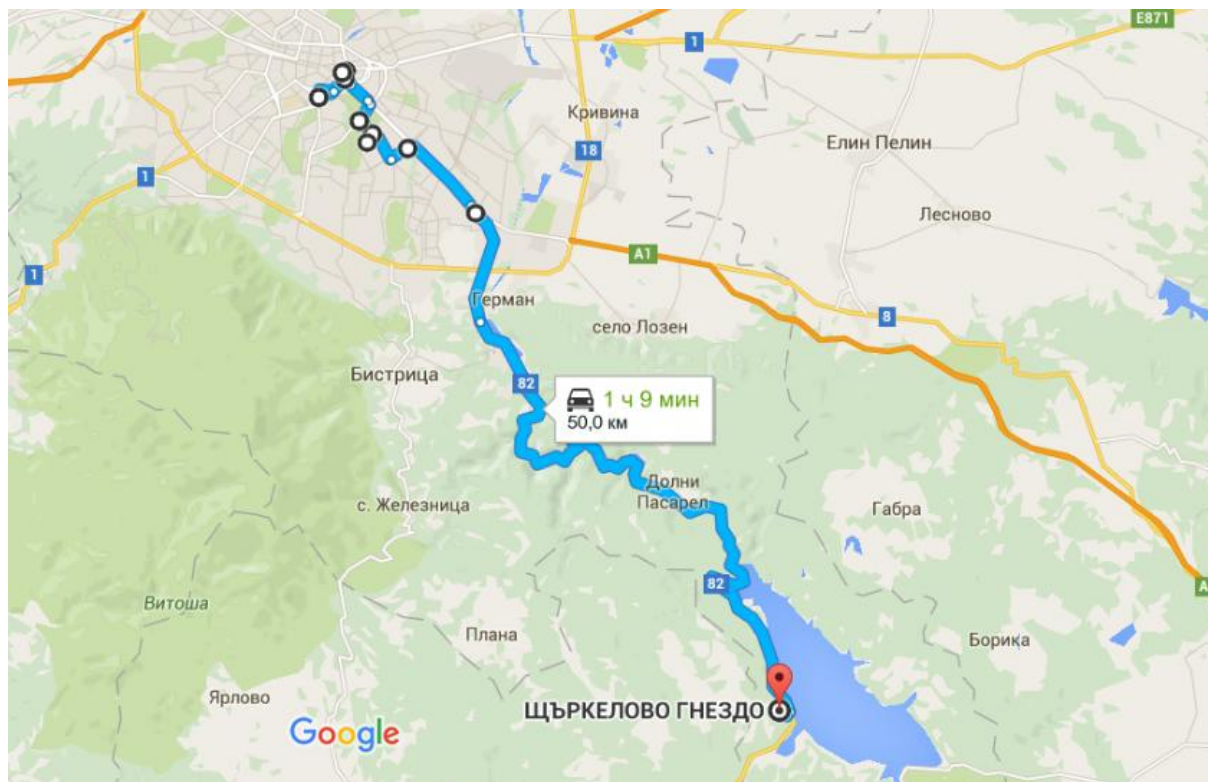 E871
1
Кривина
Елин Пелин
18
1
Лесново
A1
1
Герман
8
село Лозен
Бистрица
82
1 ч 9 мин
50,0 км
Долни
Пасарел
с. Железница
Габра
82
A
Витоша
Плана
Борика
Ярлово
ЩЪРКЕЛОВО ГНЕЗДО
Google